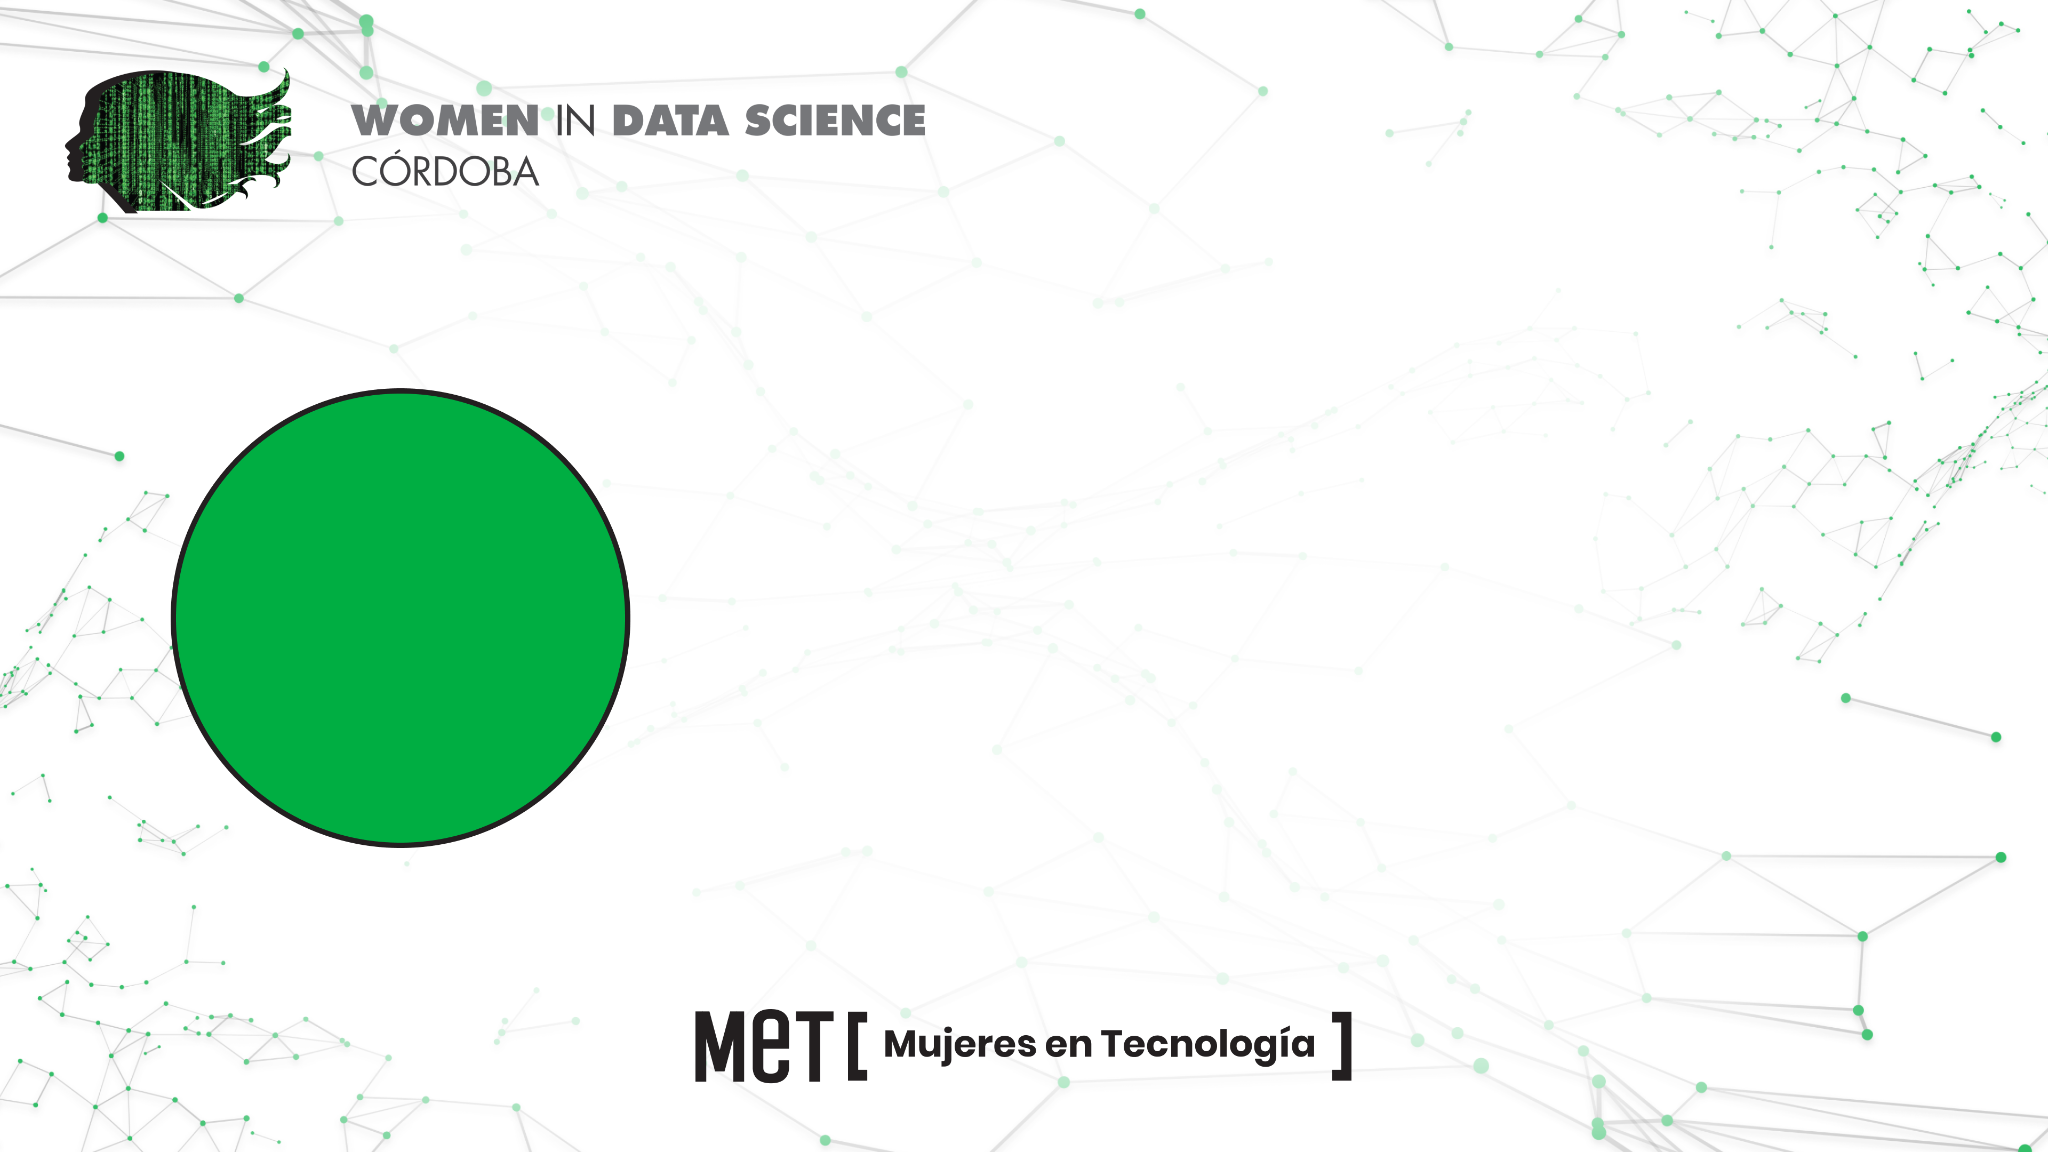 WOMEN IN DATA SCIENCE
CÓRDOBA
MeT [ Mujeres en Tecnología ]